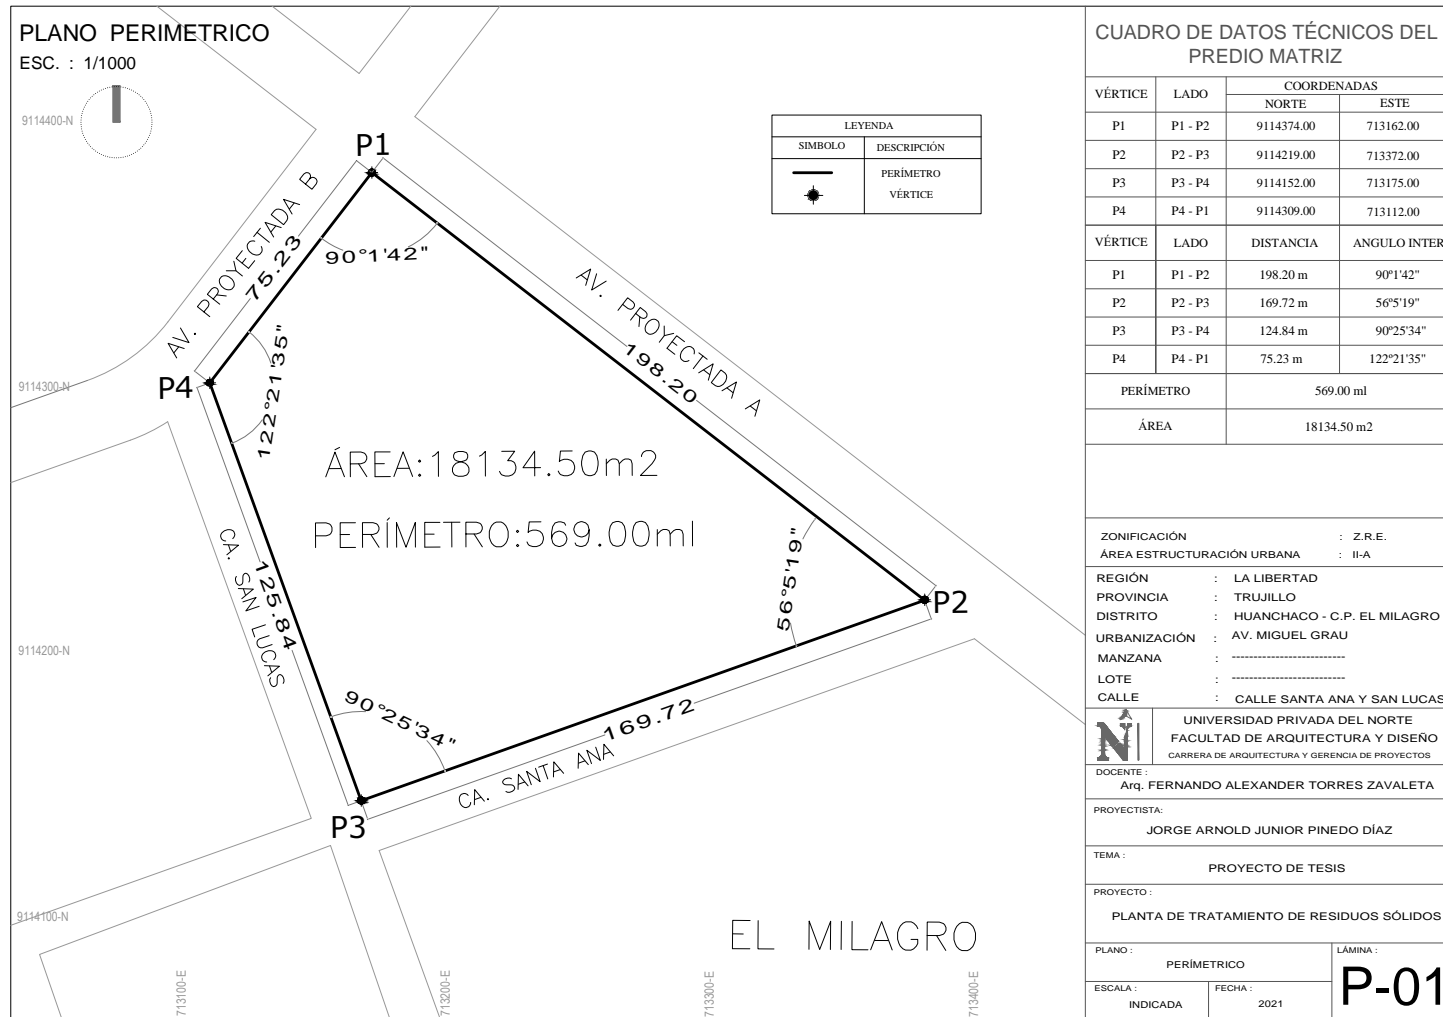 PLANO PERIMETRICO
ESC. : 1/1000
9114400-N
9114300-N
9114200-N
9114100-N
713100-E
713200-E
713300-E
713400-E
P1
P2
P3
P4
AV. PROYECTADA B
75.23
90°1'42"
AV. PROYECTADA A
198.20
122°21'35"
ÁREA:18134.50m2
PERÍMETRO:569.00ml
56°5'19"
CA. SAN LUCAS
125.84
90°25'34"
169.72
CA. SANTA ANA
EL MILAGRO
LEYENDA
SIMBOLO DESCRIPCIÓN
PERÍMETRO
VÉRTICE
CUADRO DE DATOS TÉCNICOS DEL
PREDIO MATRIZ
VÉRTICE LADO COORDENADAS
NORTE ESTE
P1 P1 - P2 9114374.00 713162.00
P2 P2 - P3 9114219.00 713372.00
P3 P3 - P4 9114152.00 713175.00
P4 P4 - P1 9114309.00 713112.00
VÉRTICE LADO DISTANCIA ANGULO INTER
P1 P1 - P2 198.20 m 90°1'42"
P2 P2 - P3 169.72 m 56°5'19"
P3 P3 - P4 124.84 m 90°25'34"
P4 P4 - P1 75.23 m 122°21'35"
PERÍMETRO 569.00 ml
ÁREA 18134.50 m2
ZONIFICACIÓN : Z.R.E.
ÁREA ESTRUCTURACIÓN URBANA : II-A
REGIÓN : LA LIBERTAD
PROVINCIA : TRUJILLO
DISTRITO : HUANCHACO - C.P. EL MILAGRO
URBANIZACIÓN : AV. MIGUEL GRAU
MANZANA : --------------------------
LOTE : --------------------------
CALLE : CALLE SANTA ANA Y SAN LUCAS
N
UNIVERSIDAD PRIVADA DEL NORTE
FACULTAD DE ARQUITECTURA Y DISEÑO
CARRERA DE ARQUITECTURA Y GERENCIA DE PROYECTOS
DOCENTE :
Arq. FERNANDO ALEXANDER TORRES ZAVALETA
PROYECTISTA:
JORGE ARNOLD JUNIOR PINEDO DÍAZ
TEMA :
PROYECTO DE TESIS
PROYECTO :
PLANTA DE TRATAMIENTO DE RESIDUOS SÓLIDOS
PLANO :
PERÍMETRICO
LÁMINA :
P-01
ESCALA :
INDICADA
FECHA :
2021